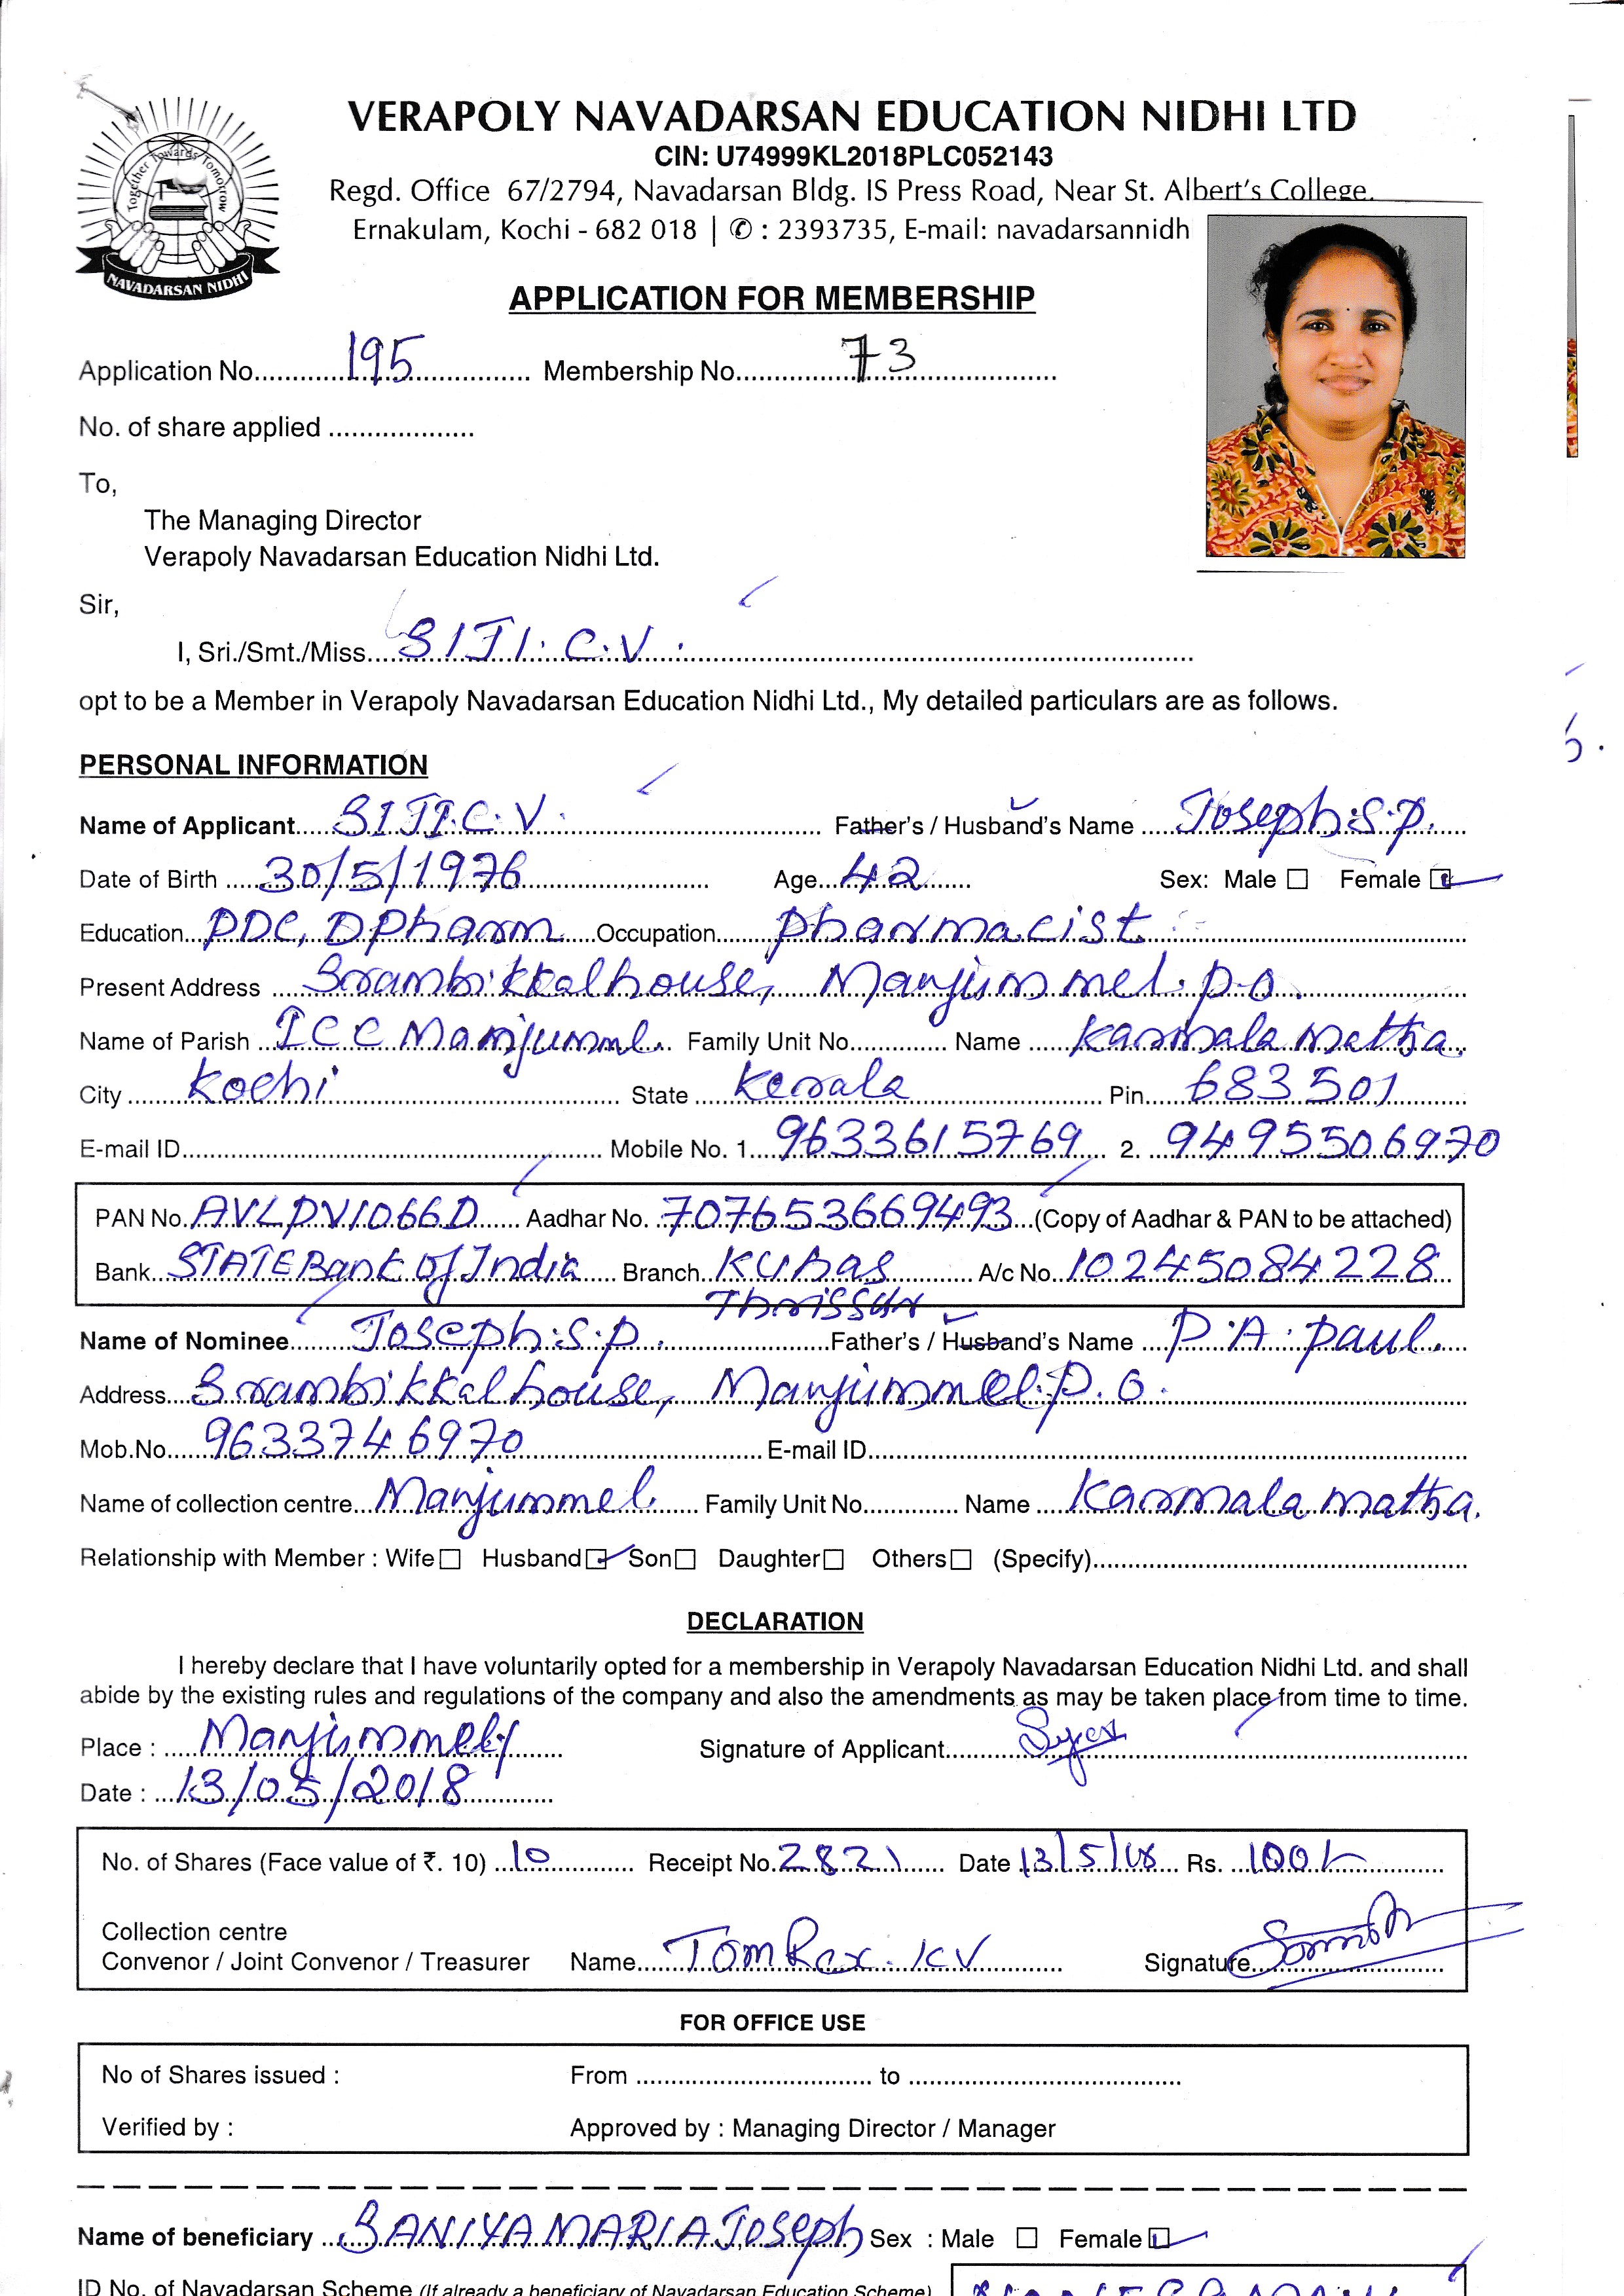 VERAPOLY NAVADARSAN EDUCATION NIDHI LTD
CIN: U74999KL2018PLC052143
Regd. Office 67/2794, Navadarsan Bldg. IS Press Road, Near St. Albert's College.
Ernakulam, Kochi - 682 018 | ✆ : 2393735, E-mail: navadarsannidh
Together Towards Tomorrow
NAVADARSAN NIDHI
APPLICATION FOR MEMBERSHIP
Application No. 195 Membership No. 73
No. of share applied
To,
The Managing Director
Verapoly Navadarsan Education Nidhi Ltd.
Sir,
I, Sri./Smt./Miss. SIJI. C.V.
opt to be a Member in Verapoly Navadarsan Education Nidhi Ltd., My detailed particulars are as follows.
PERSONAL INFORMATION
Name of Applicant SIJI.C.V. Father's / Husband's Name Joseph.S.P.
Date of Birth 30/5/1976 Age 42 Sex: Male Female
Education PDC, DPharm Occupation pharmacist
Present Address Srambikkalhouse, Manjummel.p.o.
Name of Parish ICC Manjumml. Family Unit No. Name Karmala matha.
City Kochi State Kerala Pin 683501
E-mail ID Mobile No. 1. 9633615769 2. 9495506970
PAN No. AVLPV1066D Aadhar No. 707653669493 (Copy of Aadhar & PAN to be attached)
Bank STATE Bank Of India Branch A/c No. 10245084228
Thrissur
Name of Nominee Joseph.S.P. Father's / Husband's Name P.A. paul.
Address Srambikkal house, Manjummel.P.O.
Mob.No. 9633746970 E-mail ID
Name of collection centre Manjummel. Family Unit No. Name Karmala matha.
Relationship with Member : Wife Husband Son Daughter Others (Specify)
DECLARATION
I hereby declare that I have voluntarily opted for a membership in Verapoly Navadarsan Education Nidhi Ltd. and shall
abide by the existing rules and regulations of the company and also the amendments as may be taken place from time to time.
Place : Manjummel Signature of Applicant
Date : 13/05/2018
No. of Shares (Face value of ₹. 10) 10 Receipt No. 2821 Date 13/5/18 Rs. 100/-
Collection centre
Convenor / Joint Convenor / Treasurer Name Tom Rex. K V Signature
FOR OFFICE USE
No of Shares issued : From to
Verified by : Approved by : Managing Director / Manager
Name of beneficiary SANIYA MARIA Joseph Sex : Male Female
ID No. of Navadarsan Scheme (If already a beneficiary of Navadarsan Education Scheme)